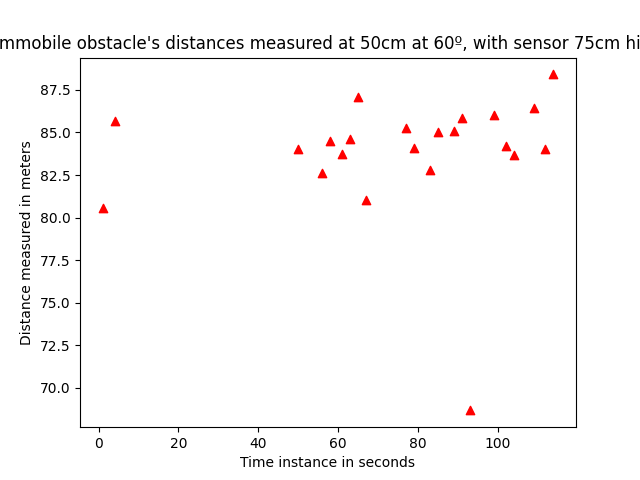 mmobile obstacle's distances measured at 50cm at 60º, with sensor 75cm hi
87.5
85.0
82.5
80.0
77.5
75.0
72.5
70.0
Distance measured in meters
0 20 40 60 80 100
Time instance in seconds